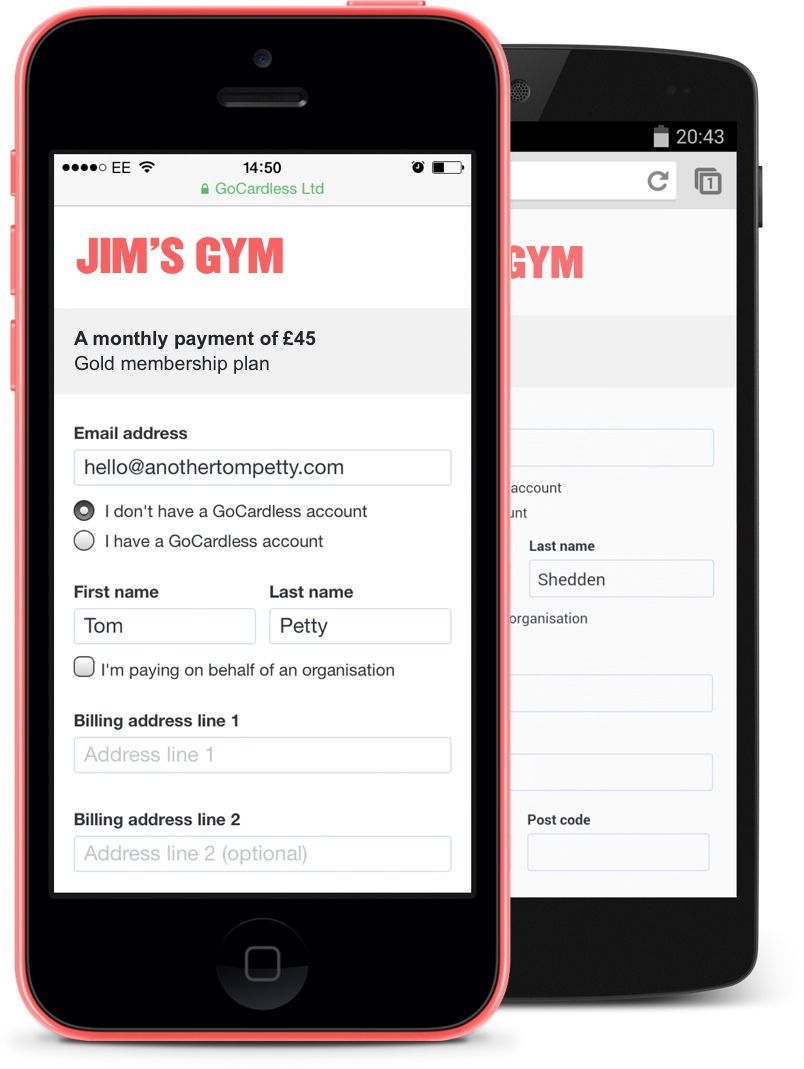 EE 14:50
GoCardless Ltd
JIM'S GYM
A monthly payment of £45
Gold membership plan
Email address
hello@anothertompetty.com
I don't have a GoCardless account
I have a GoCardless account
First name Last name
Tom Petty
I'm paying on behalf of an organisation
Billing address line 1
Address line 1
Billing address line 2
Address line 2 (optional)
20:43
1
GYM
account
unt
Last name
Shedden
organisation
Post code